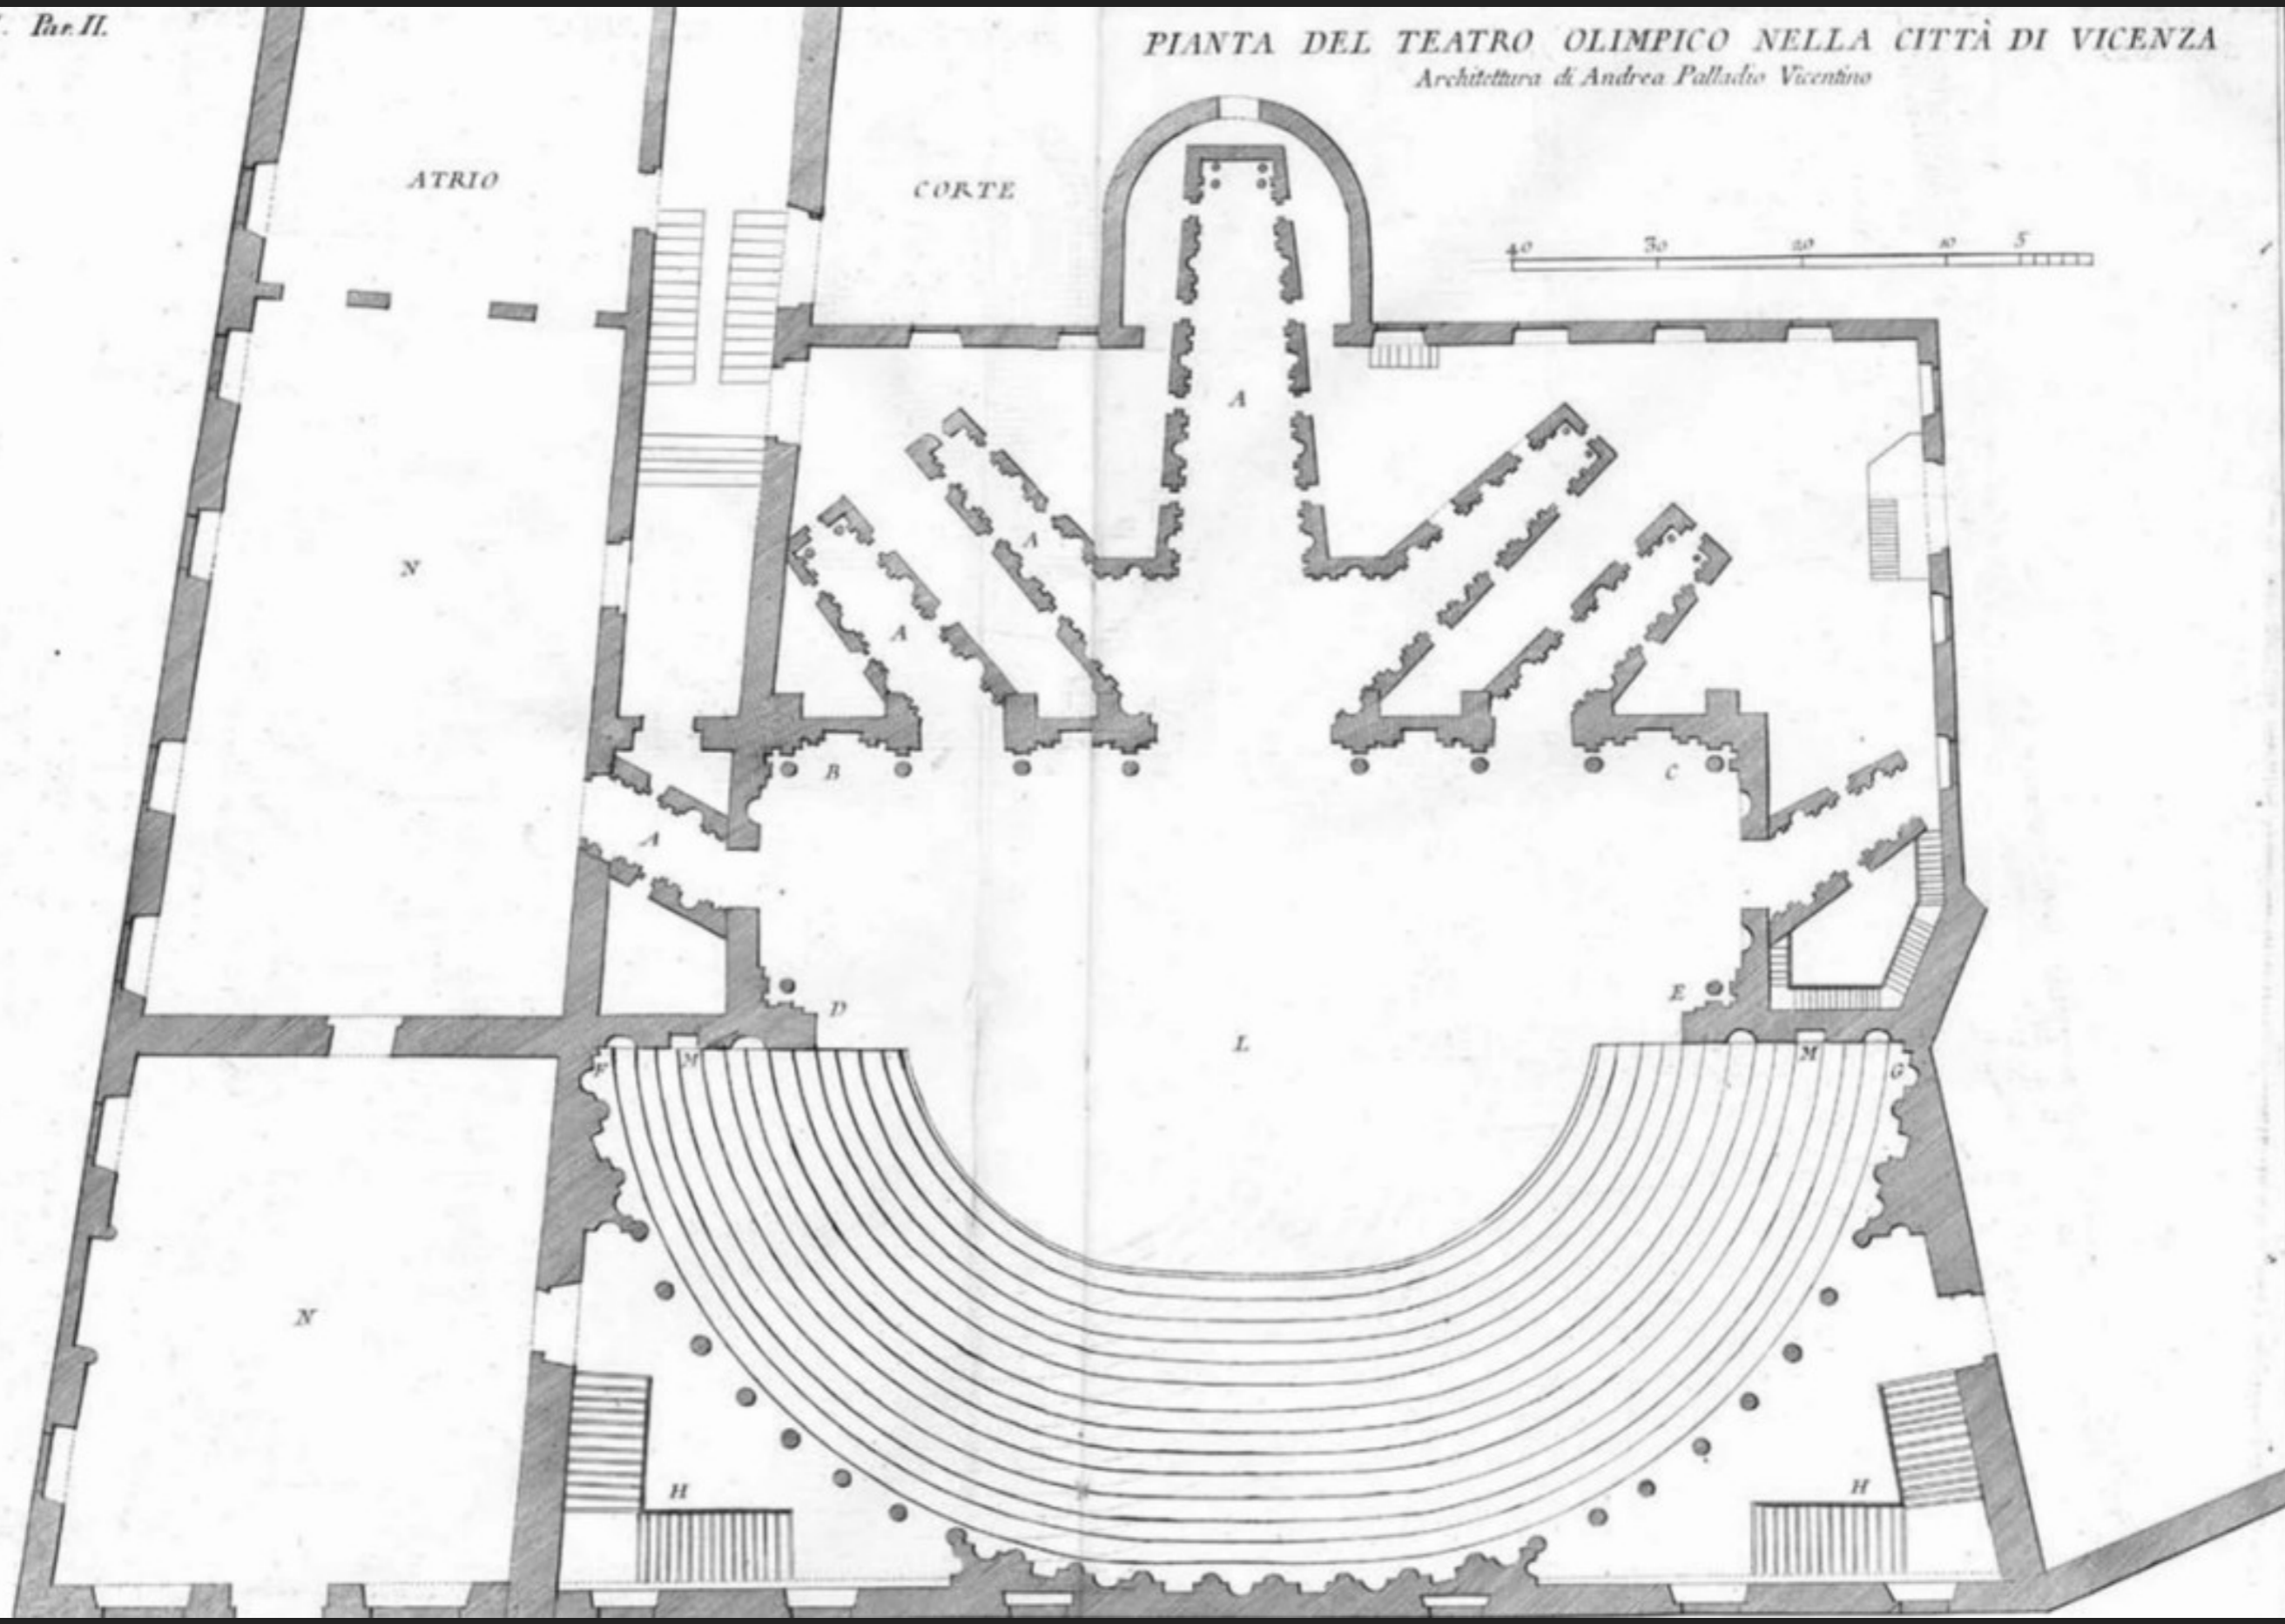 . Par. II.
PIANTA DEL TEATRO OLIMPICO NELLA CITTÀ DI VICENZA
Architettura di Andrea Palladio Vicentino
ATRIO
CORTE
40 30 20 10 5
A
A
N
A
B
C
A
D
E
L
F
M
M
G
N
H
H